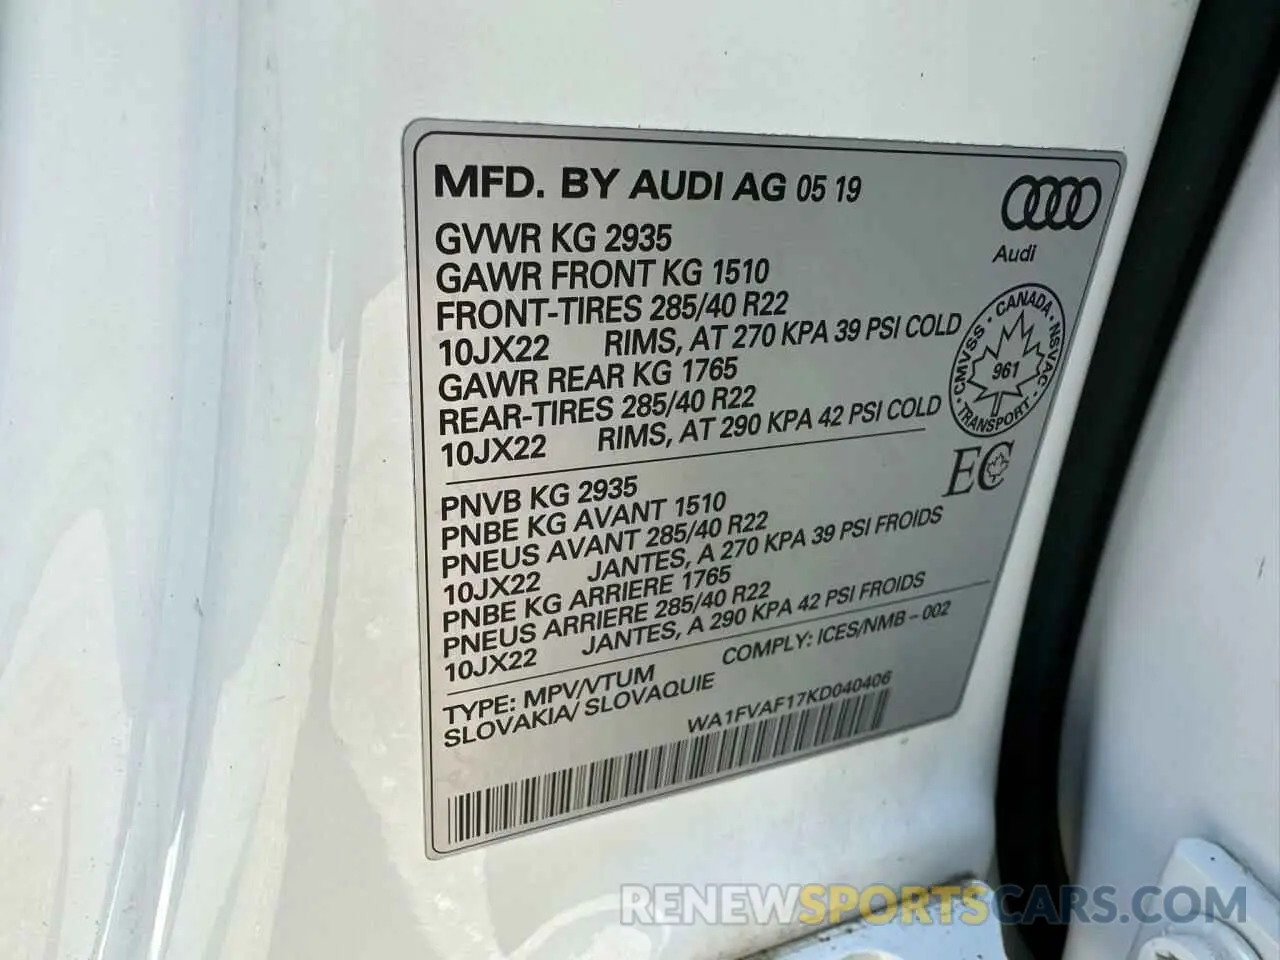 MFD. BY AUDI AG 05 19
Audi
GVWR KG 2935
GAWR FRONT KG 1510
FRONT-TIRES 285/40 R22
10JX22 RIMS, AT 270 KPA 39 PSI COLD
GAWR REAR KG 1765
REAR-TIRES 285/40 R22
10JX22 RIMS, AT 290 KPA 42 PSI COLD
CMVSS · CANADA · NSVAC · TRANSPORT ·
961
EC
PNVB KG 2935
PNBE KG AVANT 1510
PNEUS AVANT 285/40 R22
10JX22 JANTES, A 270 KPA 39 PSI FROIDS
PNBE KG ARRIERE 1765
PNEUS ARRIERE 285/40 R22
10JX22 JANTES, A 290 KPA 42 PSI FROIDS
TYPE: MPV/VTUM COMPLY: ICES/NMB-002
SLOVAKIA/ SLOVAQUIE
WA1FVAF17KD040406
RENEWSPORTSCARS.COM